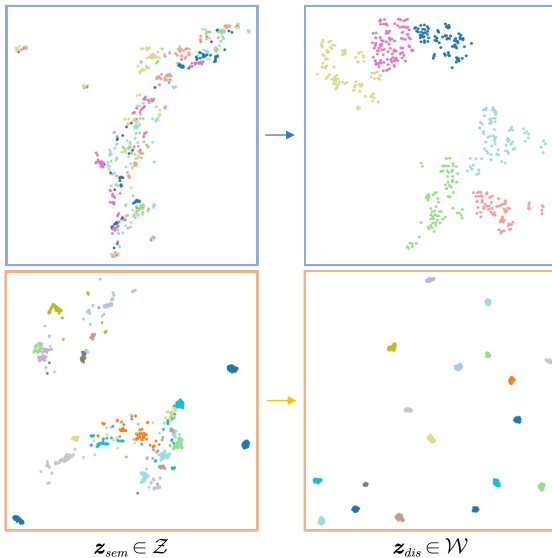 𝒛_sem ∈ 𝒵
𝒛_dis ∈ 𝒲